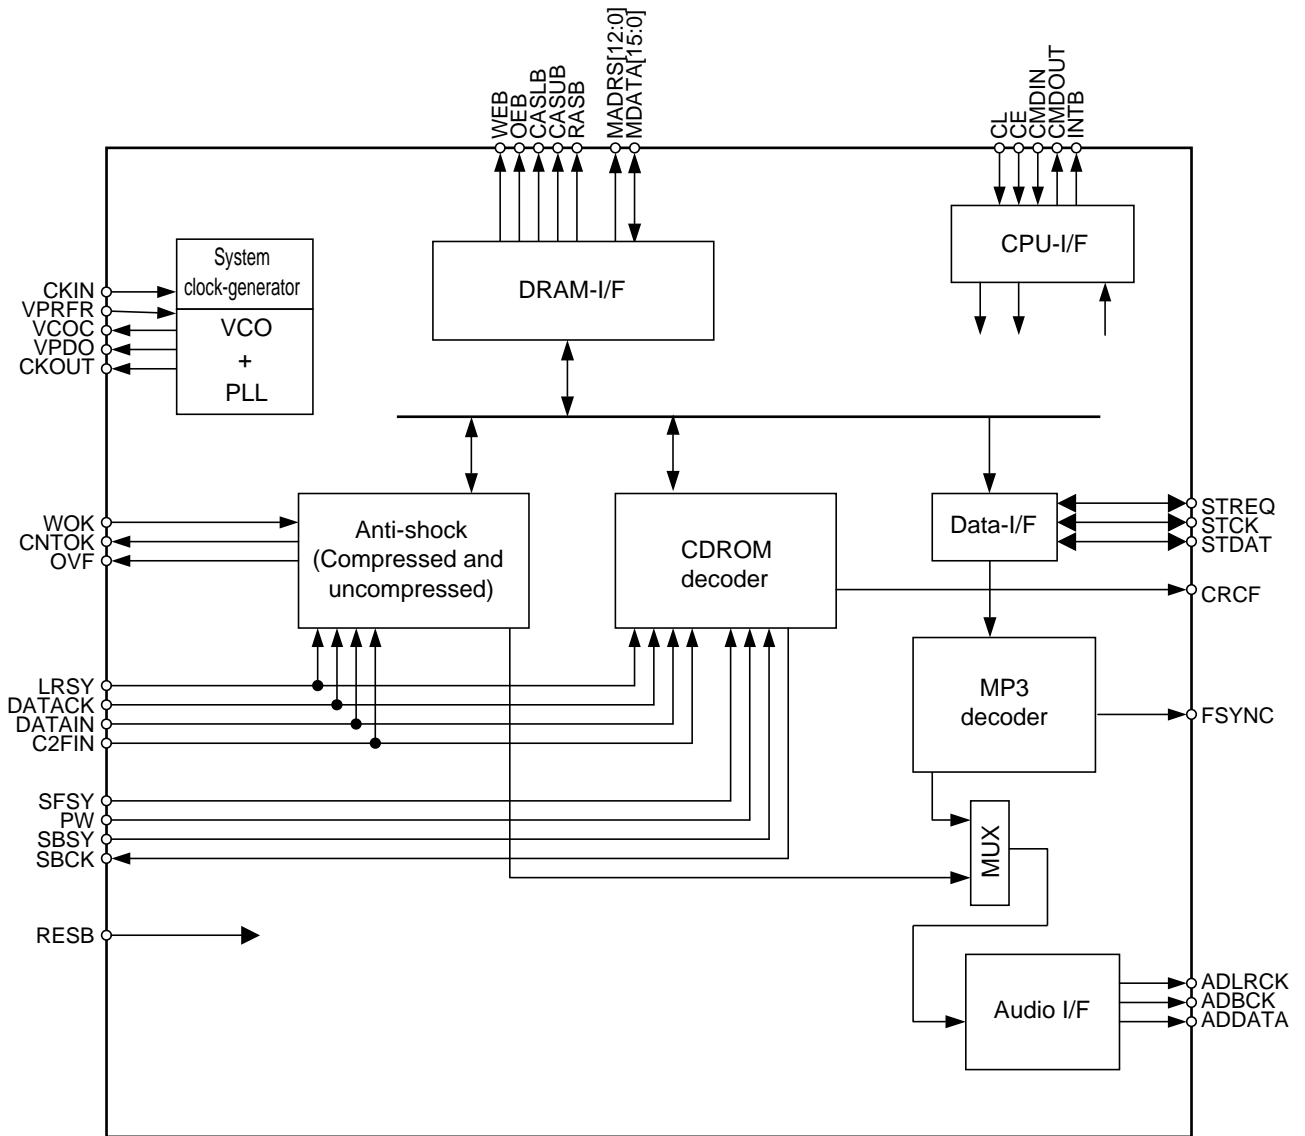 WEB
OEB
CASLB
CASUB
RASB
MADRS[12:0]
MDATA[15:0]
CL
CE
CMDIN
CMDOUT
INTB
System
clock-generator
VCO
+
PLL
CKIN
VPRFR
VCOC
VPDO
CKOUT
DRAM-I/F
CPU-I/F
WOK
CNTOK
OVF
Anti-shock
(Compressed and
uncompressed)
CDROM
decoder
Data-I/F
STREQ
STCK
STDAT
CRCF
LRSY
DATACK
DATAIN
C2FIN
MP3
decoder
FSYNC
SFSY
PW
SBSY
SBCK
MUX
RESB
Audio I/F
ADLRCK
ADBCK
ADDATA